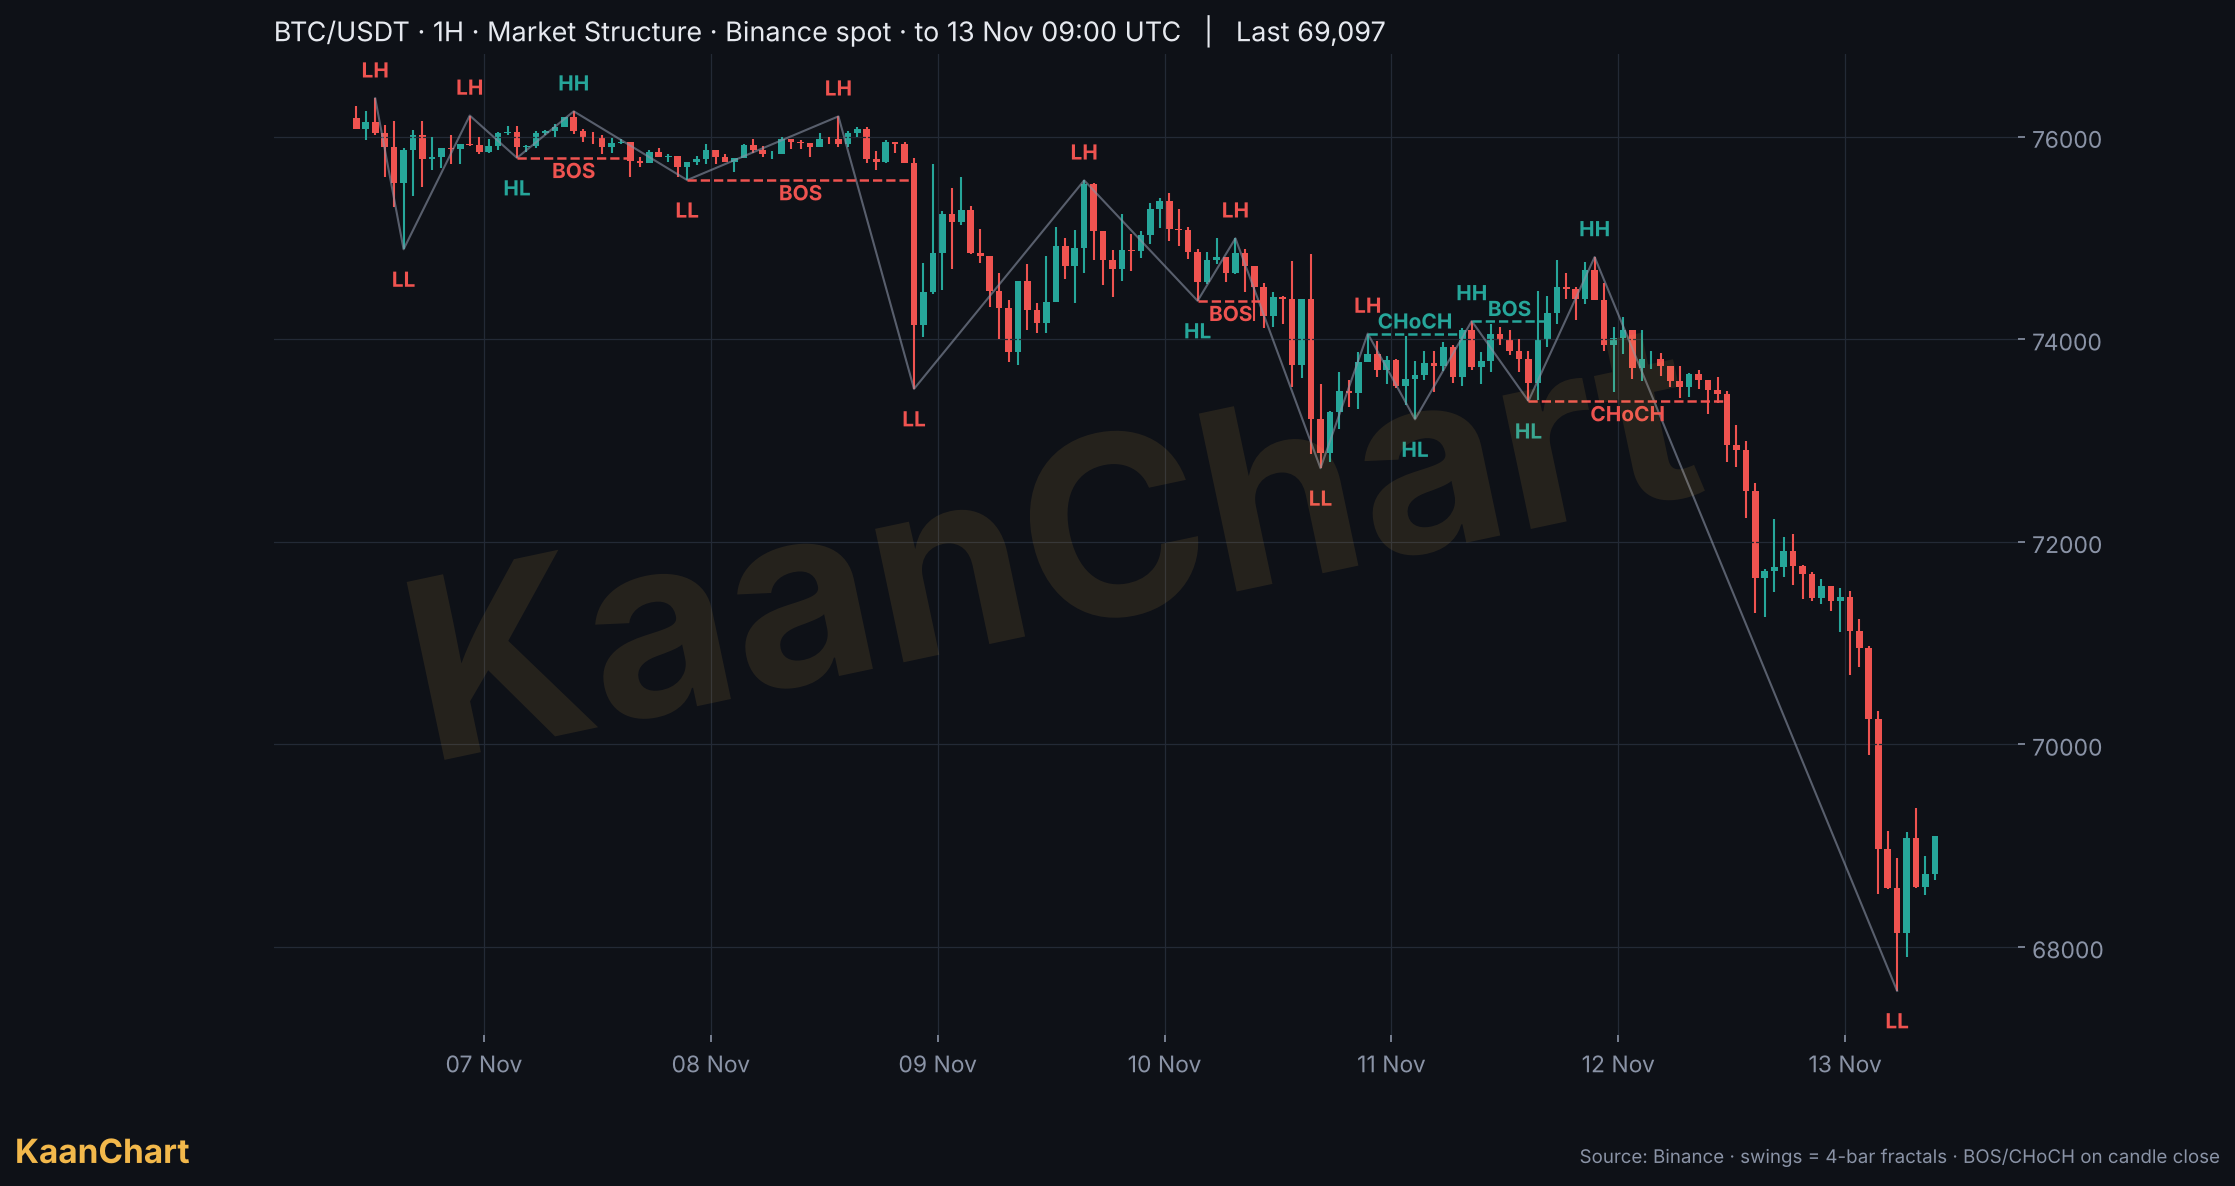 BTC/USDT · 1H · Market Structure · Binance spot · to 13 Nov 09:00 UTC | Last 69,097
LH
LH
HH
LH
76000
LH
BOS
HL
BOS
LL
LH
HH
LL
HH
LH
BOS
CHoCH
BOS
HL
74000
LL
CHoCH
HL
HL
LL
KaanChart
72000
70000
68000
LL
07 Nov
08 Nov
09 Nov
10 Nov
11 Nov
12 Nov
13 Nov
KaanChart
Source: Binance · swings = 4-bar fractals · BOS/CHoCH on candle close